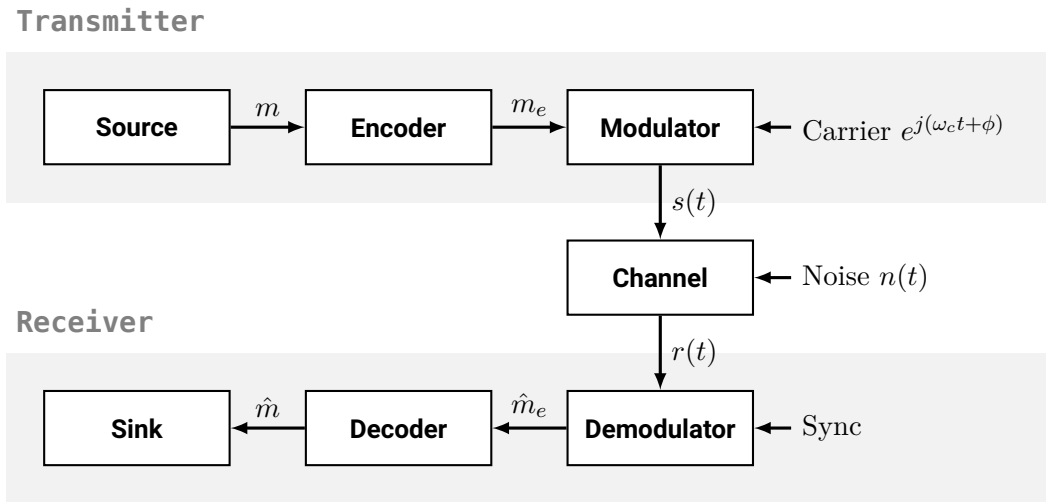 Transmitter
Source
m
Encoder
m_e
Modulator
Carrier e^{j(ω_c t+ϕ)}
s(t)
Channel
Noise n(t)
Receiver
r(t)
Sink
m̂
Decoder
m̂_e
Demodulator
Sync